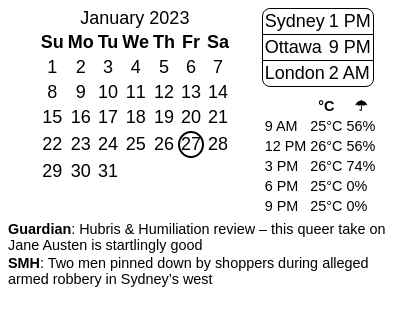 January 2023
Su Mo Tu We Th Fr Sa
1 2 3 4 5 6 7
8 9 10 11 12 13 14
15 16 17 18 19 20 21
22 23 24 25 26 27 28
29 30 31
Sydney 1 PM
Ottawa 9 PM
London 2 AM
°C ☂
9 AM 25°C 56%
12 PM 26°C 56%
3 PM 26°C 74%
6 PM 25°C 0%
9 PM 25°C 0%
Guardian: Hubris & Humiliation review – this queer take on
Jane Austen is startlingly good
SMH: Two men pinned down by shoppers during alleged
armed robbery in Sydney's west